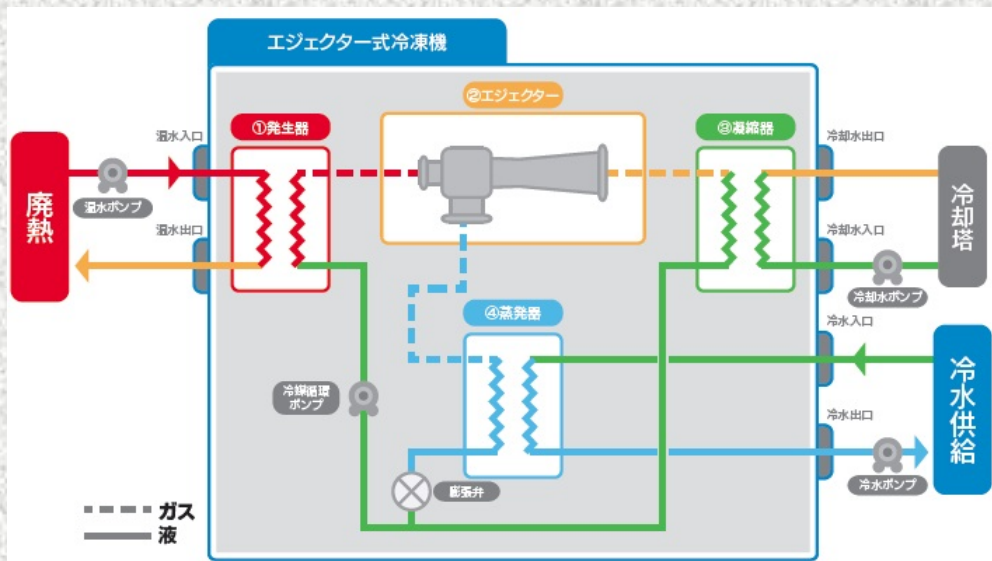 エジェクター式冷凍機
②エジェクター
温水入口
①発生器
③凝縮器
冷却水出口
廃熱
温水ポンプ
温水出口
冷却水入口
冷却塔
冷却水ポンプ
④蒸発器
冷水入口
冷媒循環
ポンプ
冷水供給
冷水出口
膨張弁
冷水ポンプ
ガス
液